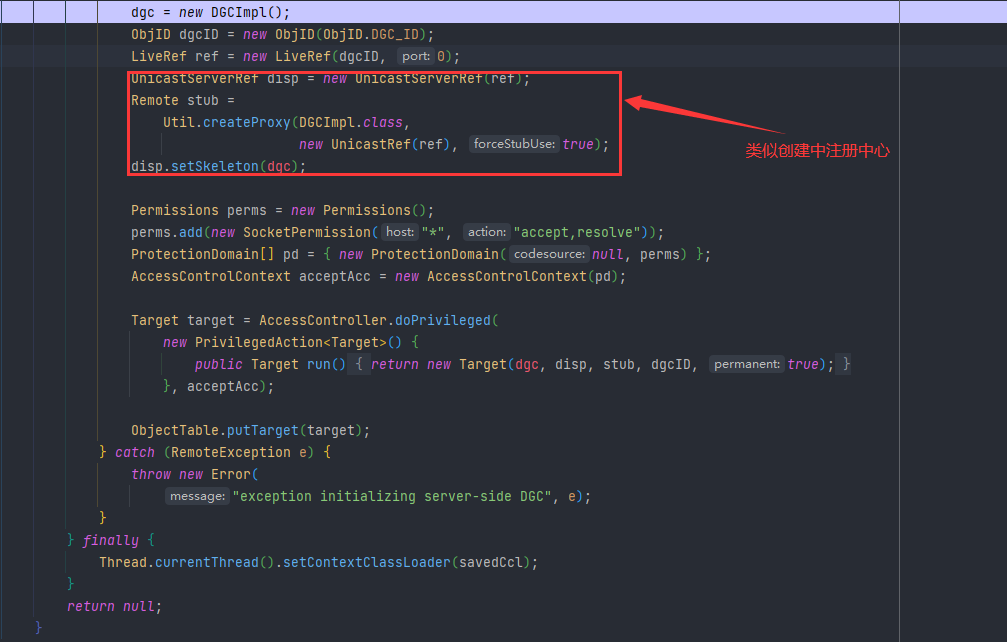 dgc = new DGCImpl();
ObjID dgcID = new ObjID(ObjID.DGC_ID);
LiveRef ref = new LiveRef(dgcID, port: 0);
UnicastServerRef disp = new UnicastServerRef(ref);
Remote stub =
Util.createProxy(DGCImpl.class,
new UnicastRef(ref), forceStubUse: true);
类似创建中注册中心
disp.setSkeleton(dgc);
Permissions perms = new Permissions();
perms.add(new SocketPermission( host: "*", action: "accept,resolve"));
ProtectionDomain[] pd = { new ProtectionDomain( codesource: null, perms) };
AccessControlContext acceptAcc = new AccessControlContext(pd);
Target target = AccessController.doPrivileged(
new PrivilegedAction<Target>() {
public Target run() { return new Target(dgc, disp, stub, dgcID, permanent: true); }
}, acceptAcc);
ObjectTable.putTarget(target);
} catch (RemoteException e) {
throw new Error(
message: "exception initializing server-side DGC", e);
}
} finally {
Thread.currentThread().setContextClassLoader(savedCcl);
}
return null;
}